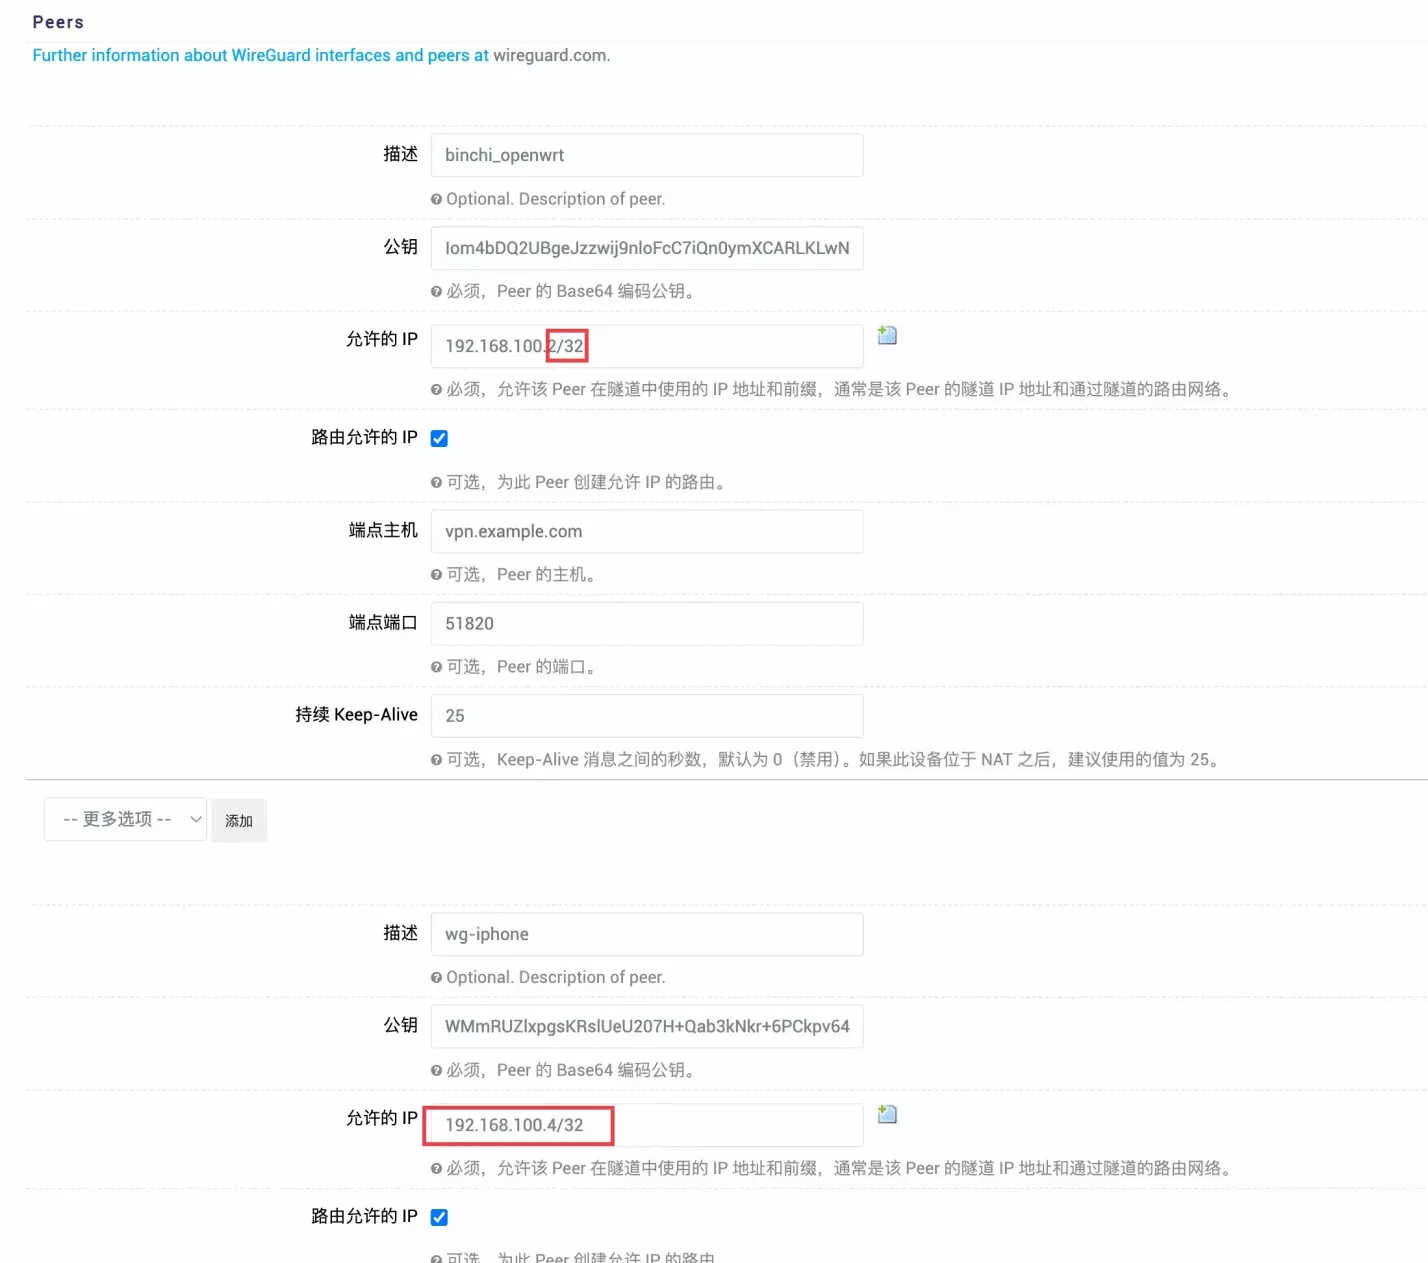 Peers
Further information about WireGuard interfaces and peers at wireguard.com.
描述 binchi_openwrt
Optional. Description of peer.
公钥 Iom4bDQ2UBgeJzzwij9nloFcC7iQn0ymXCARLKLwN
必须，Peer 的 Base64 编码公钥。
允许的 IP 192.168.100.2/32
必须，允许该 Peer 在隧道中使用的 IP 地址和前缀，通常是该 Peer 的隧道 IP 地址和通过隧道的路由网络。
路由允许的 IP
可选，为此 Peer 创建允许 IP 的路由。
端点主机 vpn.example.com
可选，Peer 的主机。
端点端口 51820
可选，Peer 的端口。
持续 Keep-Alive 25
可选，Keep-Alive 消息之间的秒数，默认为 0（禁用）。如果此设备位于 NAT 之后，建议使用的值为 25。
-- 更多选项 -- 添加
描述 wg-iphone
Optional. Description of peer.
公钥 WMmRUZlxpgsKRslUeU207H+Qab3kNkr+6PCkpv64
必须，Peer 的 Base64 编码公钥。
允许的 IP 192.168.100.4/32
必须，允许该 Peer 在隧道中使用的 IP 地址和前缀，通常是该 Peer 的隧道 IP 地址和通过隧道的路由网络。
路由允许的 IP
可选，为此 Peer 创建允许 IP 的路由